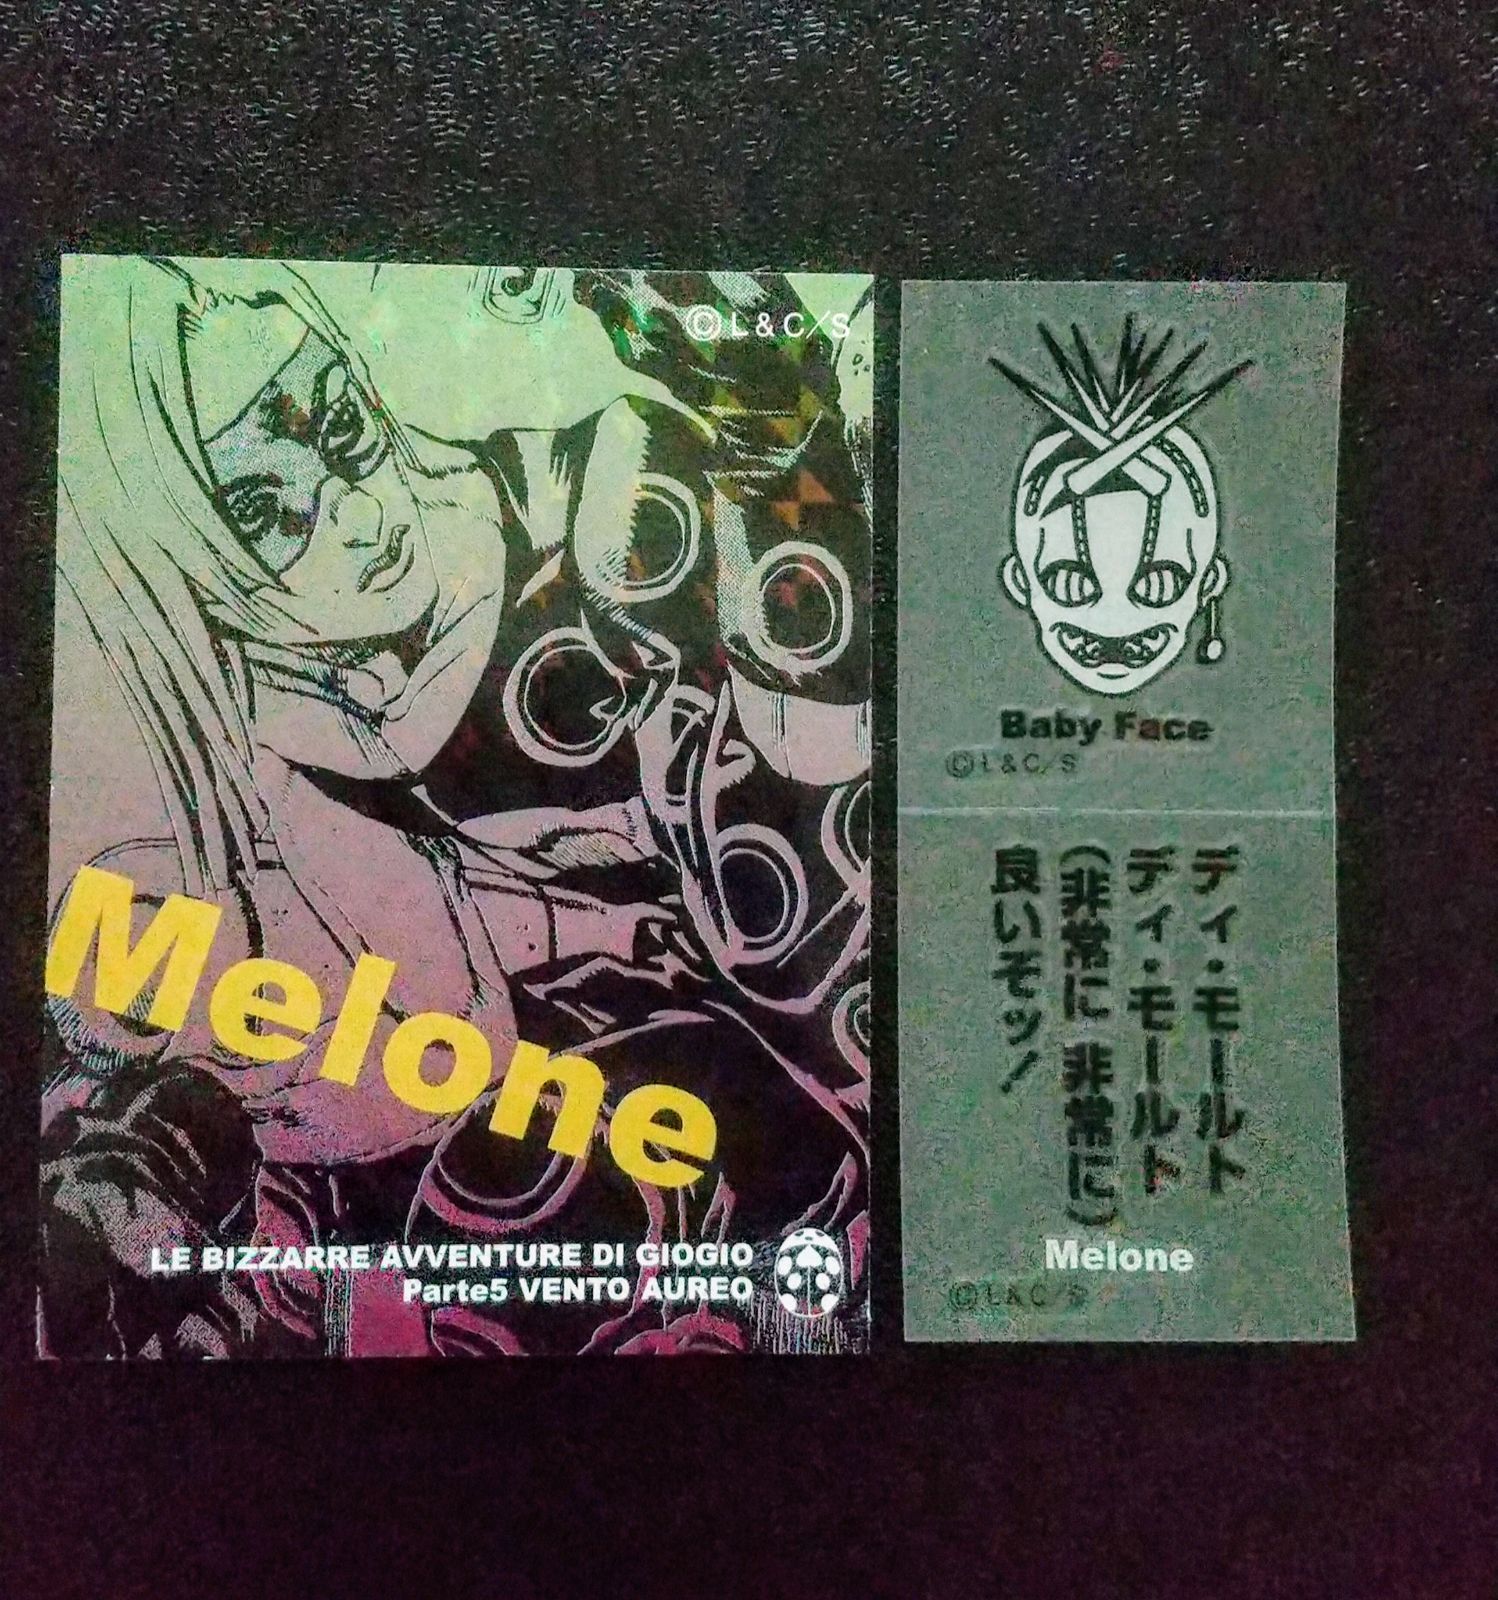 © L & C／S
Melone
LE BIZZARRE AVVENTURE DI GIOGIO
Parte5 VENTO AUREO
Baby Face
© L & C／S
ディ・モールト
ディ・モールト
(非常に 非常に)
良いぞッ！
Melone
© L & C／S